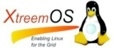 XtreemOS
Enabling Linux
for the Grid